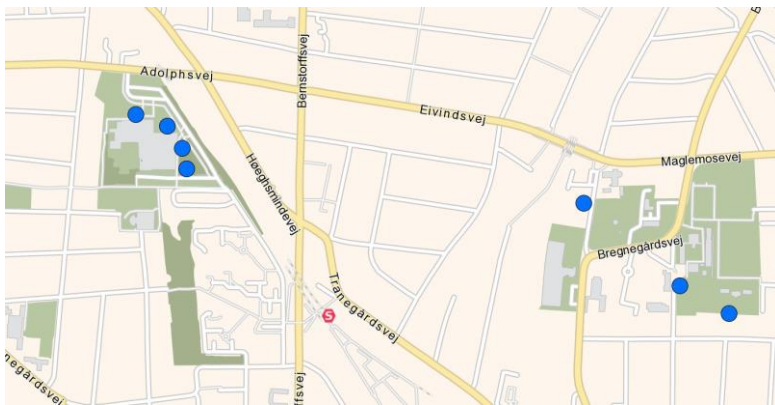 Adolphsvej
Bernstorffsvej
Eivindsvej
Maglemosevej
Høeghsmindevej
Bregnegårdsvej
Tranegårdsvej
S
negårdsvej
ffsvej
B